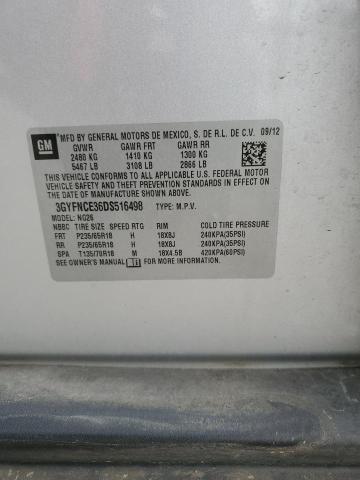 GM
MFD BY GENERAL MOTORS DE MEXICO, S. DE R.L. DE C.V. 09/12
GVWR GAWR FRT GAWR RR
2480 KG 1410 KG 1300 KG
5467 LB 3108 LB 2866 LB
THIS VEHICLE CONFORMS TO ALL APPLICABLE U.S. FEDERAL MOTOR
VEHICLE SAFETY, BUMPER, AND THEFT PREVENTION STANDARDS IN
EFFECT ON THE DATE OF MANUFACTURE SHOWN ABOVE.
3GYFNCE36DS516498 TYPE: M.P.V.
MODEL: NG26
NBBC TIRE SIZE SPEED RTG RIM COLD TIRE PRESSURE
FRT P235/65R18 H 18X8J 240KPA(35PSI)
RR P235/65R18 H 18X8J 240KPA(35PSI)
SPA T135/70R18 M 18X4.5B 420KPA(60PSI)
SEE OWNER'S MANUAL FOR MORE INFORMATION